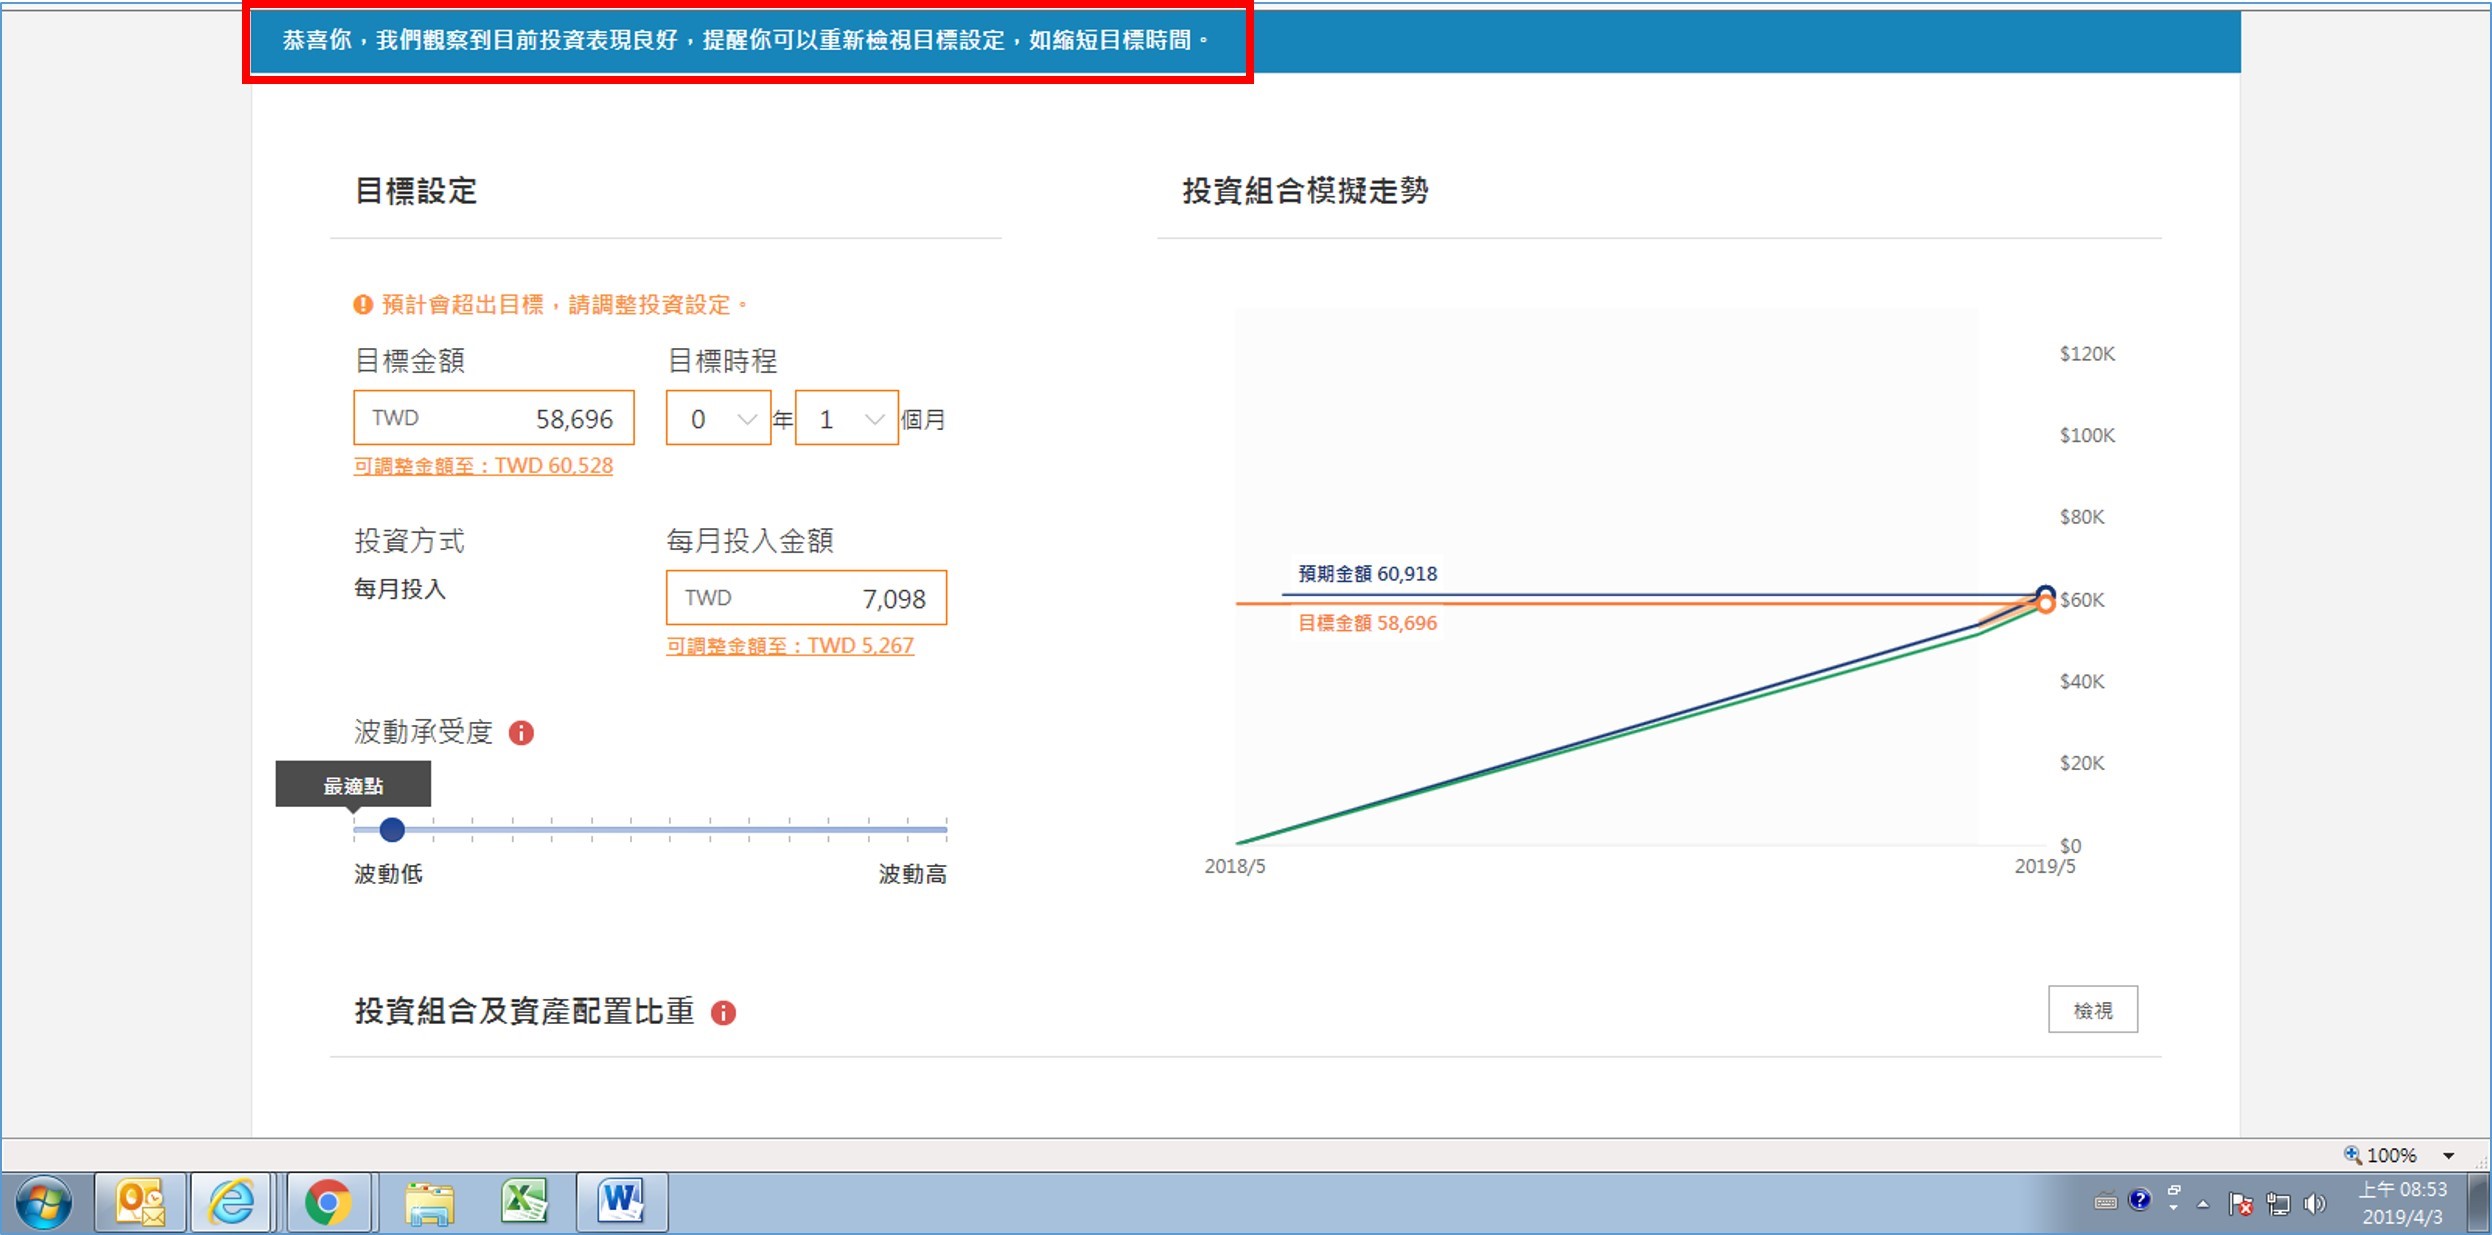 恭喜你，我們觀察到目前投資表現良好，提醒你可以重新檢視目標設定，如縮短目標時間。
目標設定
預計會超出目標，請調整投資設定。
目標金額
目標時程
TWD 58,696
0 年 1 個月
可調整金額至：TWD 60,528
投資方式
每月投入金額
每月投入
TWD 7,098
可調整金額至：TWD 5,267
波動承受度
最適點
波動低
波動高
投資組合模擬走勢
$120K
$100K
$80K
預期金額 60,918
$60K
目標金額 58,696
$40K
$20K
$0
2018/5
2019/5
投資組合及資產配置比重
檢視
100%
上午 08:53
2019/4/3